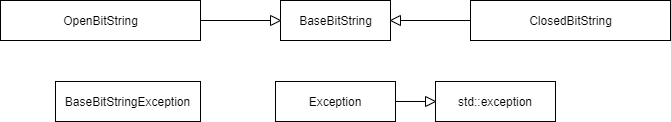 OpenBitString
BaseBitString
ClosedBitString
BaseBitStringException
Exception
std::exception